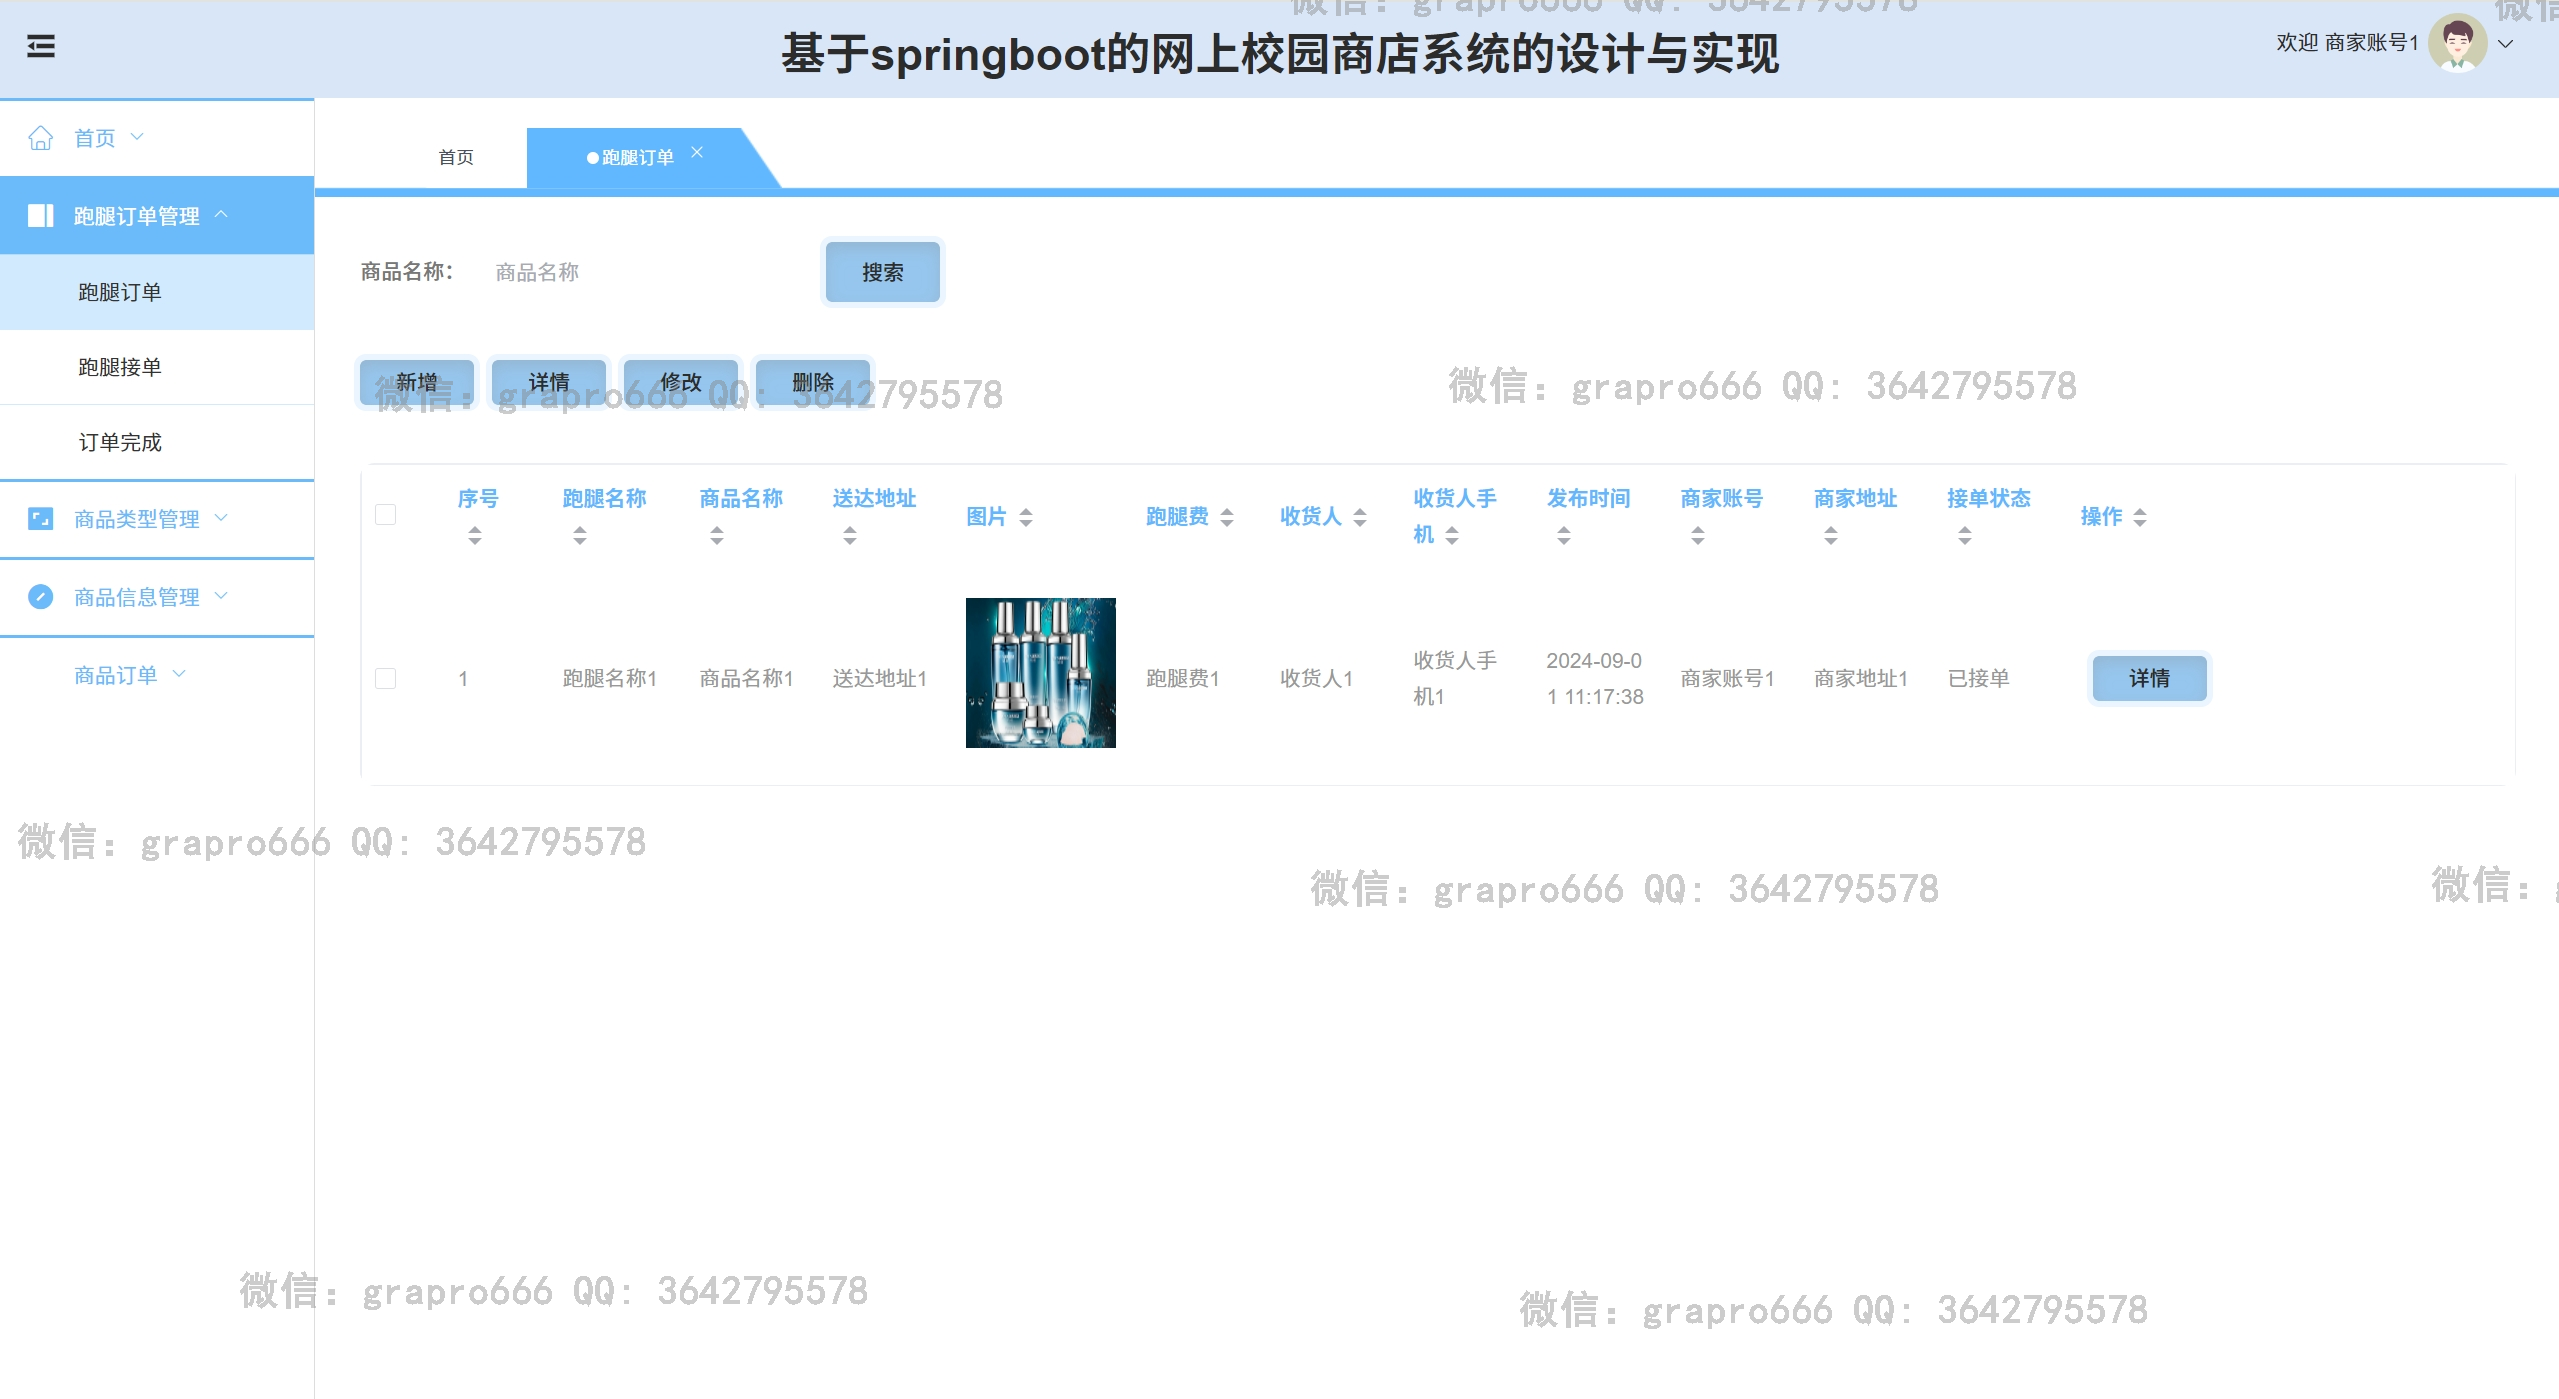 微信: grapro666 QQ: 3642795578
微信
基于springboot的网上校园商店系统的设计与实现
欢迎 商家账号1
首页
跑腿订单管理
跑腿订单
跑腿接单
订单完成
商品类型管理
商品信息管理
商品订单
首页
跑腿订单
商品名称：
商品名称
搜索
新增
详情
修改
删除
微信: grapro666 QQ: 3642795578
微信: grapro666 QQ: 3642795578
序号
跑腿名称
商品名称
送达地址
图片
跑腿费
收货人
收货人手
机
发布时间
商家账号
商家地址
接单状态
操作
1
跑腿名称1
商品名称1
送达地址1
跑腿费1
收货人1
收货人手
机1
2024-09-0
1 11:17:38
商家账号1
商家地址1
已接单
详情
微信: grapro666 QQ: 3642795578
微信: grapro666 QQ: 3642795578
微信:
微信: grapro666 QQ: 3642795578
微信: grapro666 QQ: 3642795578